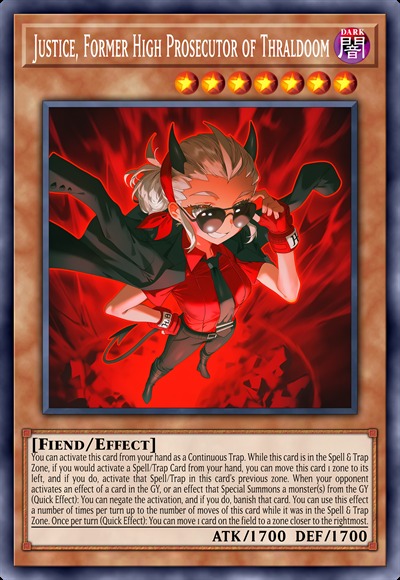 Justice, Former High Prosecutor of Thraldoom
DARK
闇
[Fiend/Effect]
You can activate this card from your hand as a Continuous Trap. While this card is in the Spell & Trap
Zone, if you would activate a Spell/Trap Card from your hand, you can move this card 1 zone to its
left, and if you do, activate that Spell/Trap in this card's previous zone. When your opponent
activates an effect of a card in the GY, or an effect that Special Summons a monster(s) from the GY
(Quick Effect): You can negate the activation, and if you do, banish that card. You can use this effect
a number of times per turn up to the number of moves of this card while it was in the Spell & Trap
Zone. Once per turn (Quick Effect): You can move 1 card on the field to a zone closer to the rightmost.
ATK/1700 DEF/1700